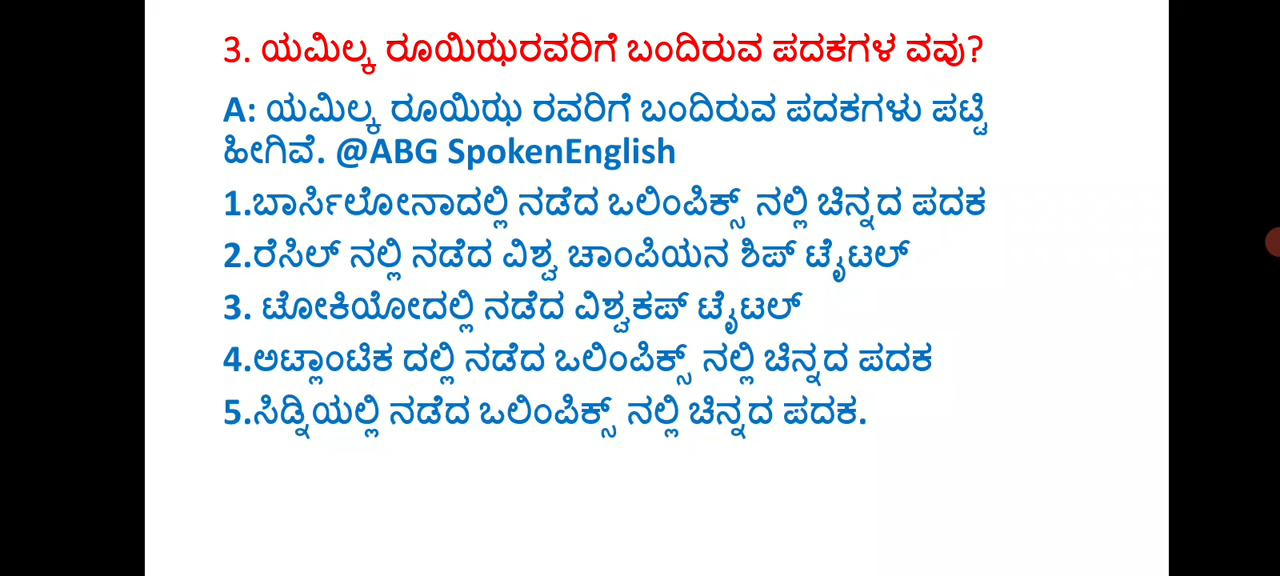 3. ಯಮಿಲ್ಕ ರೂಯಿಝರವರಿಗೆ ಬಂದಿರುವ ಪದಕಗಳ ವವು?
A: ಯಮಿಲ್ಕ ರೂಯಿಝ ರವರಿಗೆ ಬಂದಿರುವ ಪದಕಗಳು ಪಟ್ಟಿ
ಹೀಗಿವೆ. @ABG SpokenEnglish
1.ಬಾರ್ಸಿಲೋನಾದಲ್ಲಿ ನಡೆದ ಒಲಿಂಪಿಕ್ಸ್ ನಲ್ಲಿ ಚಿನ್ನದ ಪದಕ
2.ರೆಸಿಲ್ ನಲ್ಲಿ ನಡೆದ ವಿಶ್ವ ಚಾಂಪಿಯನ ಶಿಪ್ ಟೈಟಲ್
3. ಟೋಕಿಯೋದಲ್ಲಿ ನಡೆದ ವಿಶ್ವಕಪ್ ಟೈಟಲ್
4.ಅಟ್ಲಾಂಟಿಕ ದಲ್ಲಿ ನಡೆದ ಒಲಿಂಪಿಕ್ಸ್ ನಲ್ಲಿ ಚಿನ್ನದ ಪದಕ
5.ಸಿಡ್ನಿಯಲ್ಲಿ ನಡೆದ ಒಲಿಂಪಿಕ್ಸ್ ನಲ್ಲಿ ಚಿನ್ನದ ಪದಕ.